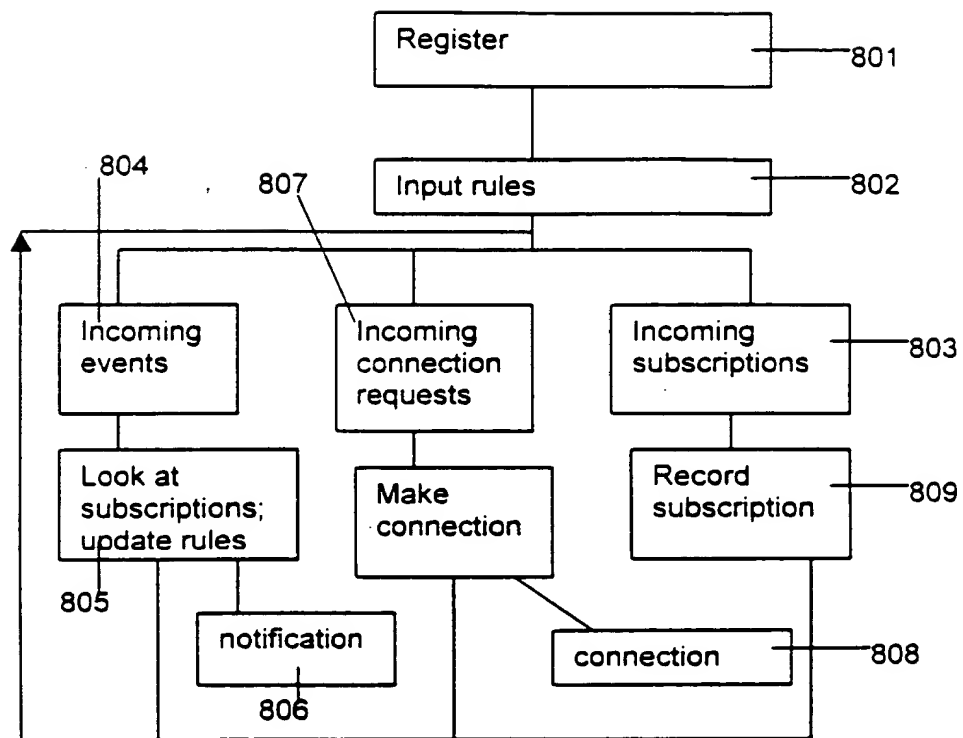 Register
801
804
807
Input rules
802
Incoming
events
Incoming
connection
requests
Incoming
subscriptions
803
Look at
subscriptions;
update rules
Make
connection
Record
subscription
809
805
notification
connection
808
806